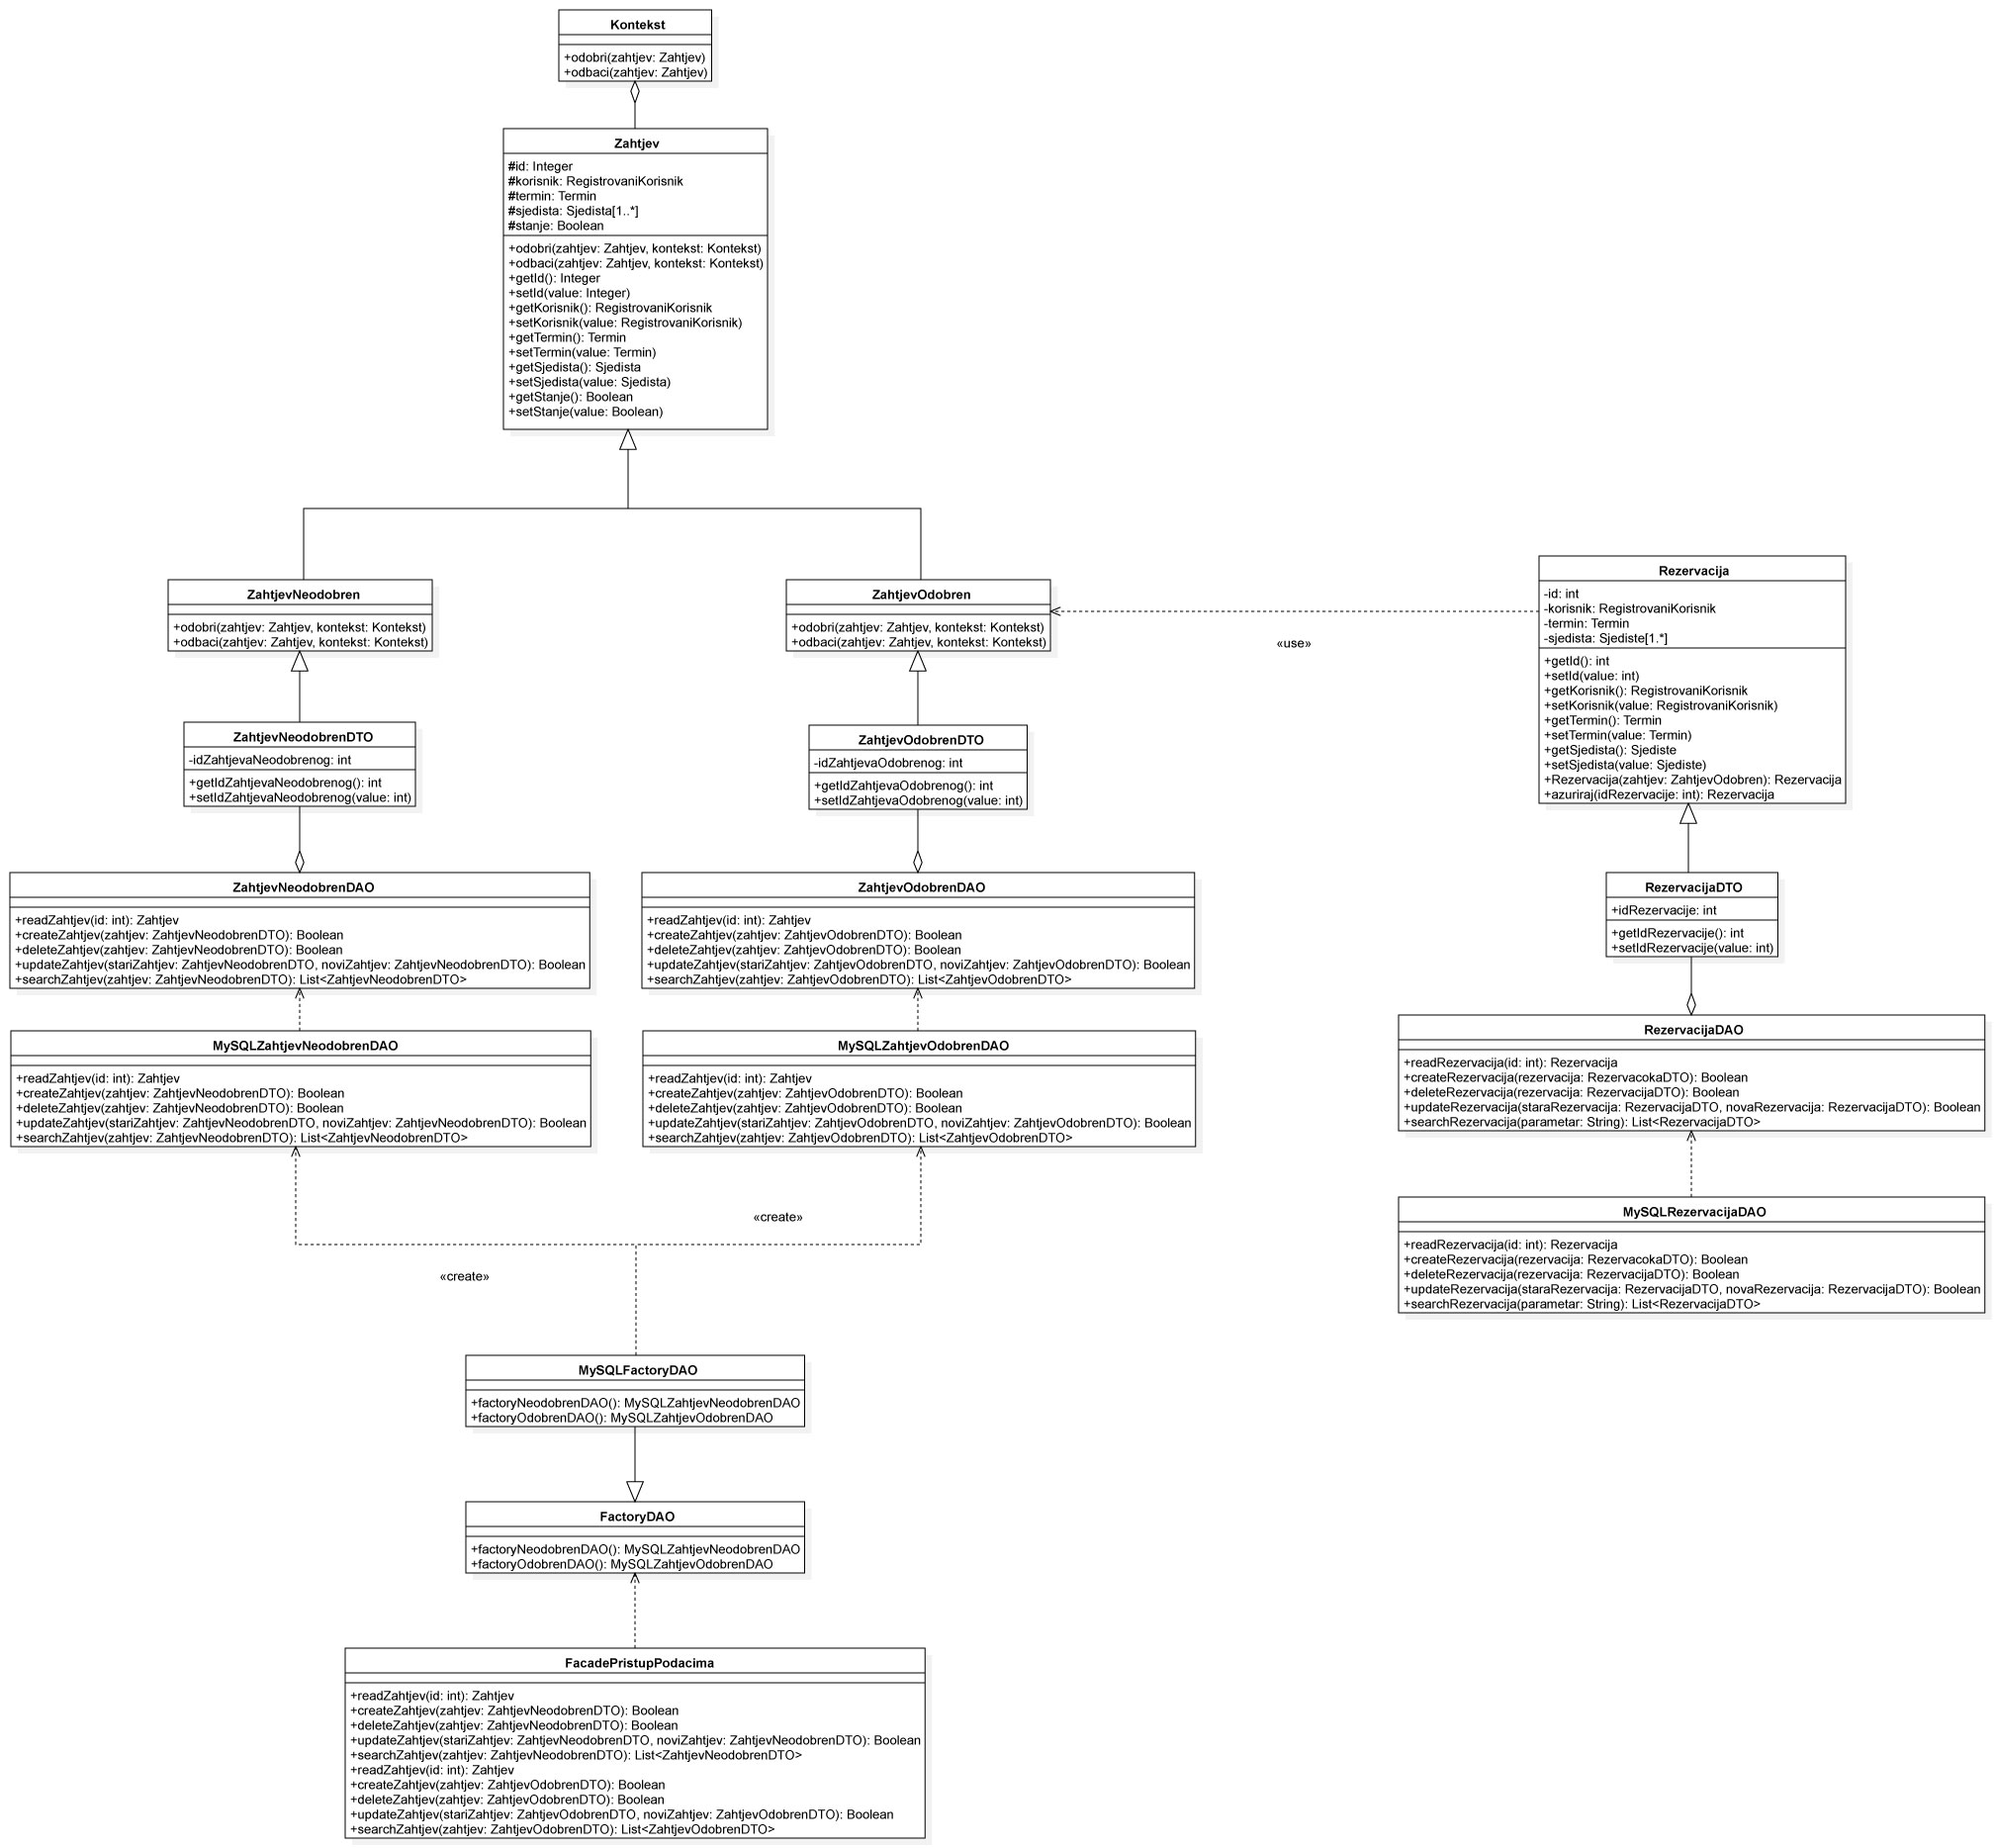 Kontekst
+odobri(zahtjev: Zahtjev)
+odbaci(zahtjev: Zahtjev)
Zahtjev
#id: Integer
#korisnik: RegistrovaniKorisnik
#termin: Termin
#sjedista: Sjedista[1..*]
#stanje: Boolean
+odobri(zahtjev: Zahtjev, kontekst: Kontekst)
+odbaci(zahtjev: Zahtjev, kontekst: Kontekst)
+getId(): Integer
+setId(value: Integer)
+getKorisnik(): RegistrovaniKorisnik
+setKorisnik(value: RegistrovaniKorisnik)
+getTermin(): Termin
+setTermin(value: Termin)
+getSjedista(): Sjedista
+setSjedista(value: Sjedista)
+getStanje(): Boolean
+setStanje(value: Boolean)
ZahtjevNeodobren
+odobri(zahtjev: Zahtjev, kontekst: Kontekst)
+odbaci(zahtjev: Zahtjev, kontekst: Kontekst)
ZahtjevOdobren
+odobri(zahtjev: Zahtjev, kontekst: Kontekst)
+odbaci(zahtjev: Zahtjev, kontekst: Kontekst)
«use»
Rezervacija
-id: int
-korisnik: RegistrovaniKorisnik
-termin: Termin
-sjedista: Sjediste[1.*]
+getId(): int
+setId(value: int)
+getKorisnik(): RegistrovaniKorisnik
+setKorisnik(value: RegistrovaniKorisnik)
+getTermin(): Termin
+setTermin(value: Termin)
+getSjedista(): Sjediste
+setSjedista(value: Sjediste)
+Rezervacija(zahtjev: ZahtjevOdobren): Rezervacija
+azuriraj(idRezervacije: int): Rezervacija
ZahtjevNeodobrenDTO
-idZahtjevaNeodobrenog: int
+getIdZahtjevaNeodobrenog(): int
+setIdZahtjevaNeodobrenog(value: int)
ZahtjevOdobrenDTO
-idZahtjevaOdobrenog: int
+getIdZahtjevaOdobrenog(): int
+setIdZahtjevaOdobrenog(value: int)
RezervacijaDTO
+idRezervacije: int
+getIdRezervacije(): int
+setIdRezervacije(value: int)
ZahtjevNeodobrenDAO
+readZahtjev(id: int): Zahtjev
+createZahtjev(zahtjev: ZahtjevNeodobrenDTO): Boolean
+deleteZahtjev(zahtjev: ZahtjevNeodobrenDTO): Boolean
+updateZahtjev(stariZahtjev: ZahtjevNeodobrenDTO, noviZahtjev: ZahtjevNeodobrenDTO): Boolean
+searchZahtjev(zahtjev: ZahtjevNeodobrenDTO): List<ZahtjevNeodobrenDTO>
ZahtjevOdobrenDAO
+readZahtjev(id: int): Zahtjev
+createZahtjev(zahtjev: ZahtjevOdobrenDTO): Boolean
+deleteZahtjev(zahtjev: ZahtjevOdobrenDTO): Boolean
+updateZahtjev(stariZahtjev: ZahtjevOdobrenDTO, noviZahtjev: ZahtjevOdobrenDTO): Boolean
+searchZahtjev(zahtjev: ZahtjevOdobrenDTO): List<ZahtjevOdobrenDTO>
RezervacijaDAO
+readRezervacija(id: int): Rezervacija
+createRezervacija(rezervacija: RezervacokaDTO): Boolean
+deleteRezervacija(rezervacija: RezervacijaDTO): Boolean
+updateRezervacija(staraRezervacija: RezervacijaDTO, novaRezervacija: RezervacijaDTO): Boolean
+searchRezervacija(parametar: String): List<RezervacijaDTO>
MySQLZahtjevNeodobrenDAO
+readZahtjev(id: int): Zahtjev
+createZahtjev(zahtjev: ZahtjevNeodobrenDTO): Boolean
+deleteZahtjev(zahtjev: ZahtjevNeodobrenDTO): Boolean
+updateZahtjev(stariZahtjev: ZahtjevNeodobrenDTO, noviZahtjev: ZahtjevNeodobrenDTO): Boolean
+searchZahtjev(zahtjev: ZahtjevNeodobrenDTO): List<ZahtjevNeodobrenDTO>
MySQLZahtjevOdobrenDAO
+readZahtjev(id: int): Zahtjev
+createZahtjev(zahtjev: ZahtjevOdobrenDTO): Boolean
+deleteZahtjev(zahtjev: ZahtjevOdobrenDTO): Boolean
+updateZahtjev(stariZahtjev: ZahtjevOdobrenDTO, noviZahtjev: ZahtjevOdobrenDTO): Boolean
+searchZahtjev(zahtjev: ZahtjevOdobrenDTO): List<ZahtjevOdobrenDTO>
MySQLRezervacijaDAO
+readRezervacija(id: int): Rezervacija
+createRezervacija(rezervacija: RezervacokaDTO): Boolean
+deleteRezervacija(rezervacija: RezervacijaDTO): Boolean
+updateRezervacija(staraRezervacija: RezervacijaDTO, novaRezervacija: RezervacijaDTO): Boolean
+searchRezervacija(parametar: String): List<RezervacijaDTO>
«create»
«create»
MySQLFactoryDAO
+factoryNeodobrenDAO(): MySQLZahtjevNeodobrenDAO
+factoryOdobrenDAO(): MySQLZahtjevOdobrenDAO
FactoryDAO
+factoryNeodobrenDAO(): MySQLZahtjevNeodobrenDAO
+factoryOdobrenDAO(): MySQLZahtjevOdobrenDAO
FacadePristupPodacima
+readZahtjev(id: int): Zahtjev
+createZahtjev(zahtjev: ZahtjevNeodobrenDTO): Boolean
+deleteZahtjev(zahtjev: ZahtjevNeodobrenDTO): Boolean
+updateZahtjev(stariZahtjev: ZahtjevNeodobrenDTO, noviZahtjev: ZahtjevNeodobrenDTO): Boolean
+searchZahtjev(zahtjev: ZahtjevNeodobrenDTO): List<ZahtjevNeodobrenDTO>
+readZahtjev(id: int): Zahtjev
+createZahtjev(zahtjev: ZahtjevOdobrenDTO): Boolean
+deleteZahtjev(zahtjev: ZahtjevOdobrenDTO): Boolean
+updateZahtjev(stariZahtjev: ZahtjevOdobrenDTO, noviZahtjev: ZahtjevOdobrenDTO): Boolean
+searchZahtjev(zahtjev: ZahtjevOdobrenDTO): List<ZahtjevOdobrenDTO>